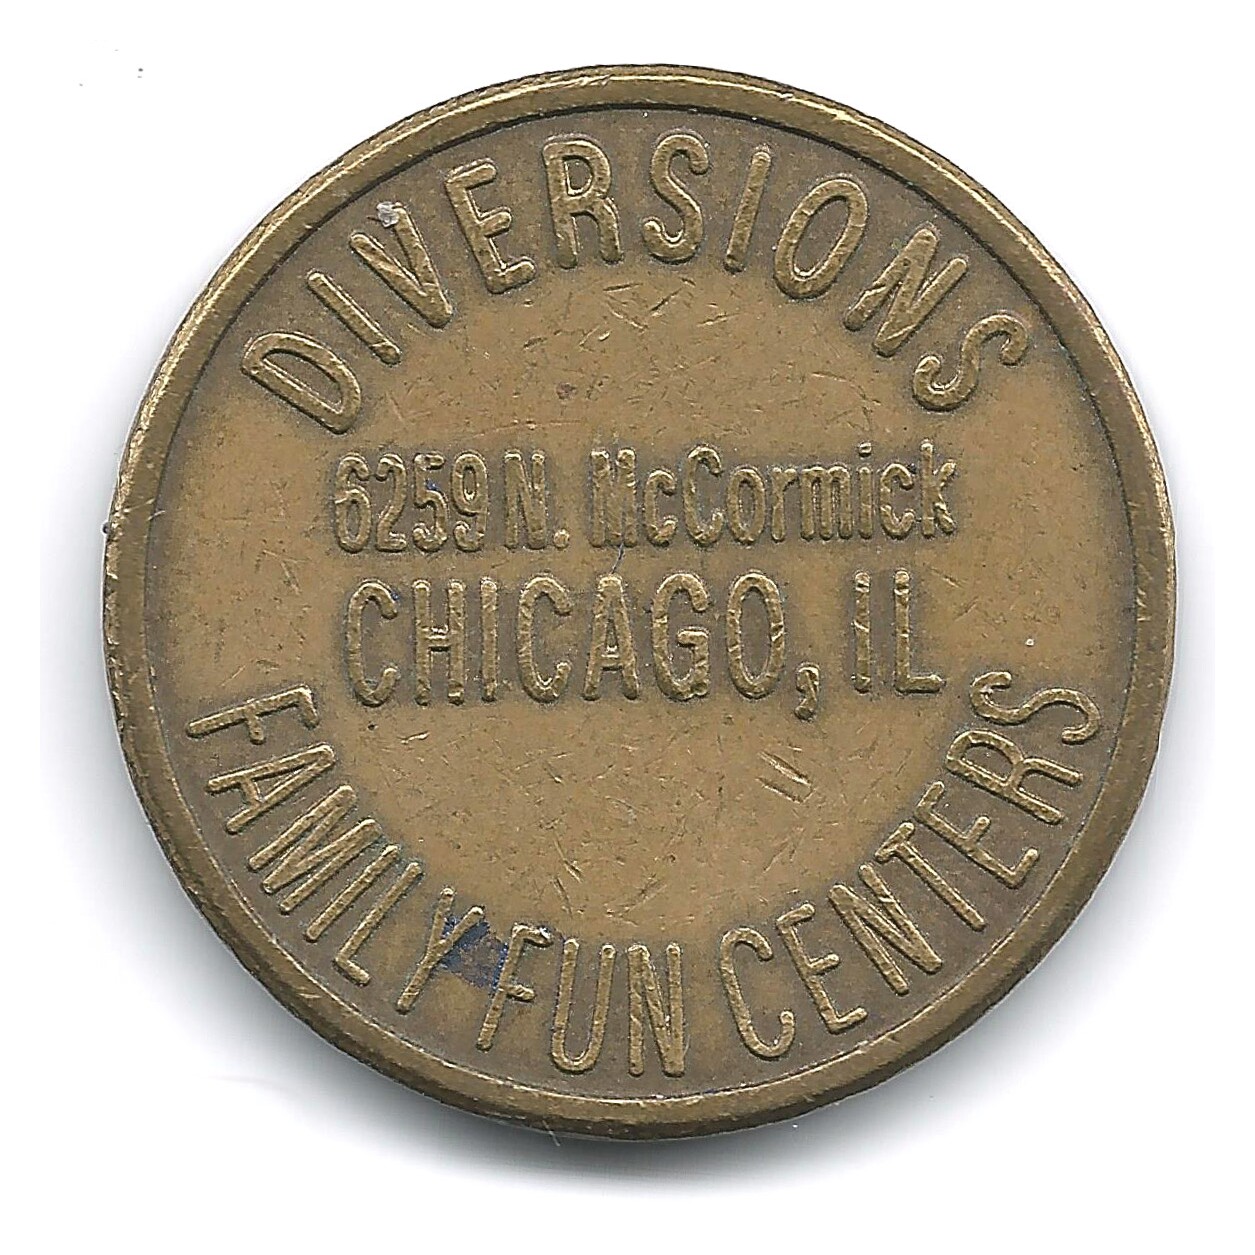 DIVERSIONS
6259 N. McCormick
CHICAGO, IL
FAMILY FUN CENTERS